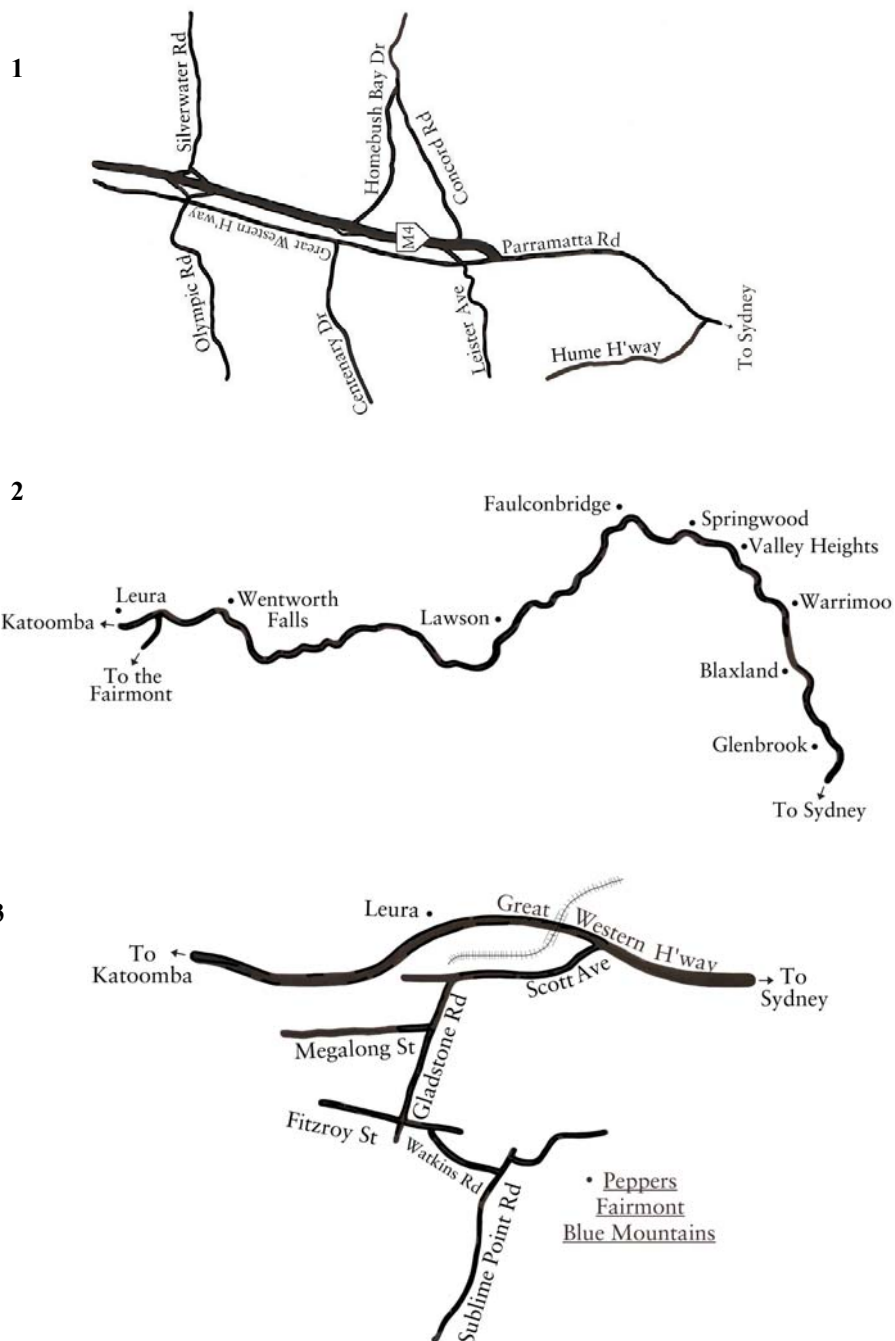 1
Silverwater Rd
Homebush Bay Dr
Concord Rd
Great Western H'way
M4
Parramatta Rd
Olympic Rd
Centenary Dr
Leister Ave
Hume H'way
To Sydney
2
Faulconbridge
Springwood
Valley Heights
Leura
Wentworth
Falls
Katoomba
Lawson
Warrimoo
To the
Fairmont
Blaxland
Glenbrook
To Sydney
3
Leura
Great Western H'way
To
Katoomba
Scott Ave
To
Sydney
Megalong St
Gladstone Rd
Fitzroy St
Watkins Rd
Sublime Point Rd
Peppers
Fairmont
Blue Mountains